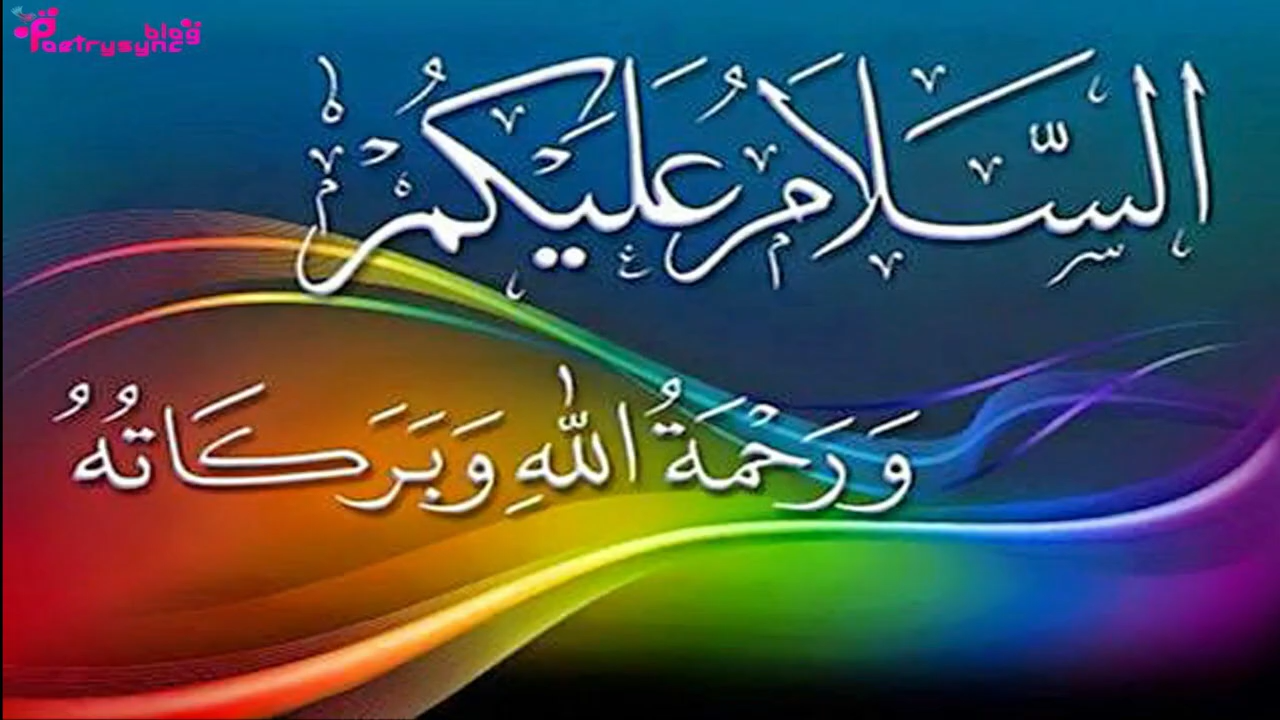 Poetrysync blog
السَّلَامُ عَلَيْكُمْ
وَرَحْمَةُ اللهِ وَبَرَكَاتُهُ